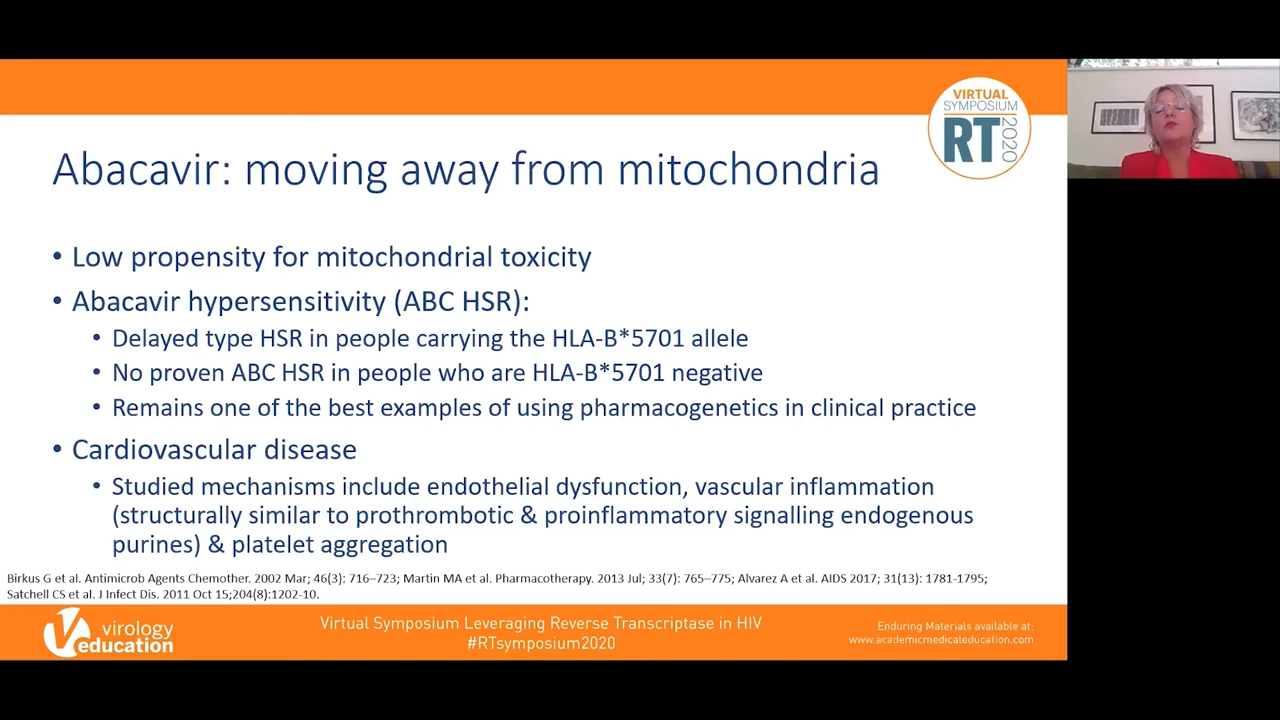 VIRTUAL
SYMPOSIUM
RT
2020
Abacavir: moving away from mitochondria
• Low propensity for mitochondrial toxicity
• Abacavir hypersensitivity (ABC HSR):
• Delayed type HSR in people carrying the HLA-B*5701 allele
• No proven ABC HSR in people who are HLA-B*5701 negative
• Remains one of the best examples of using pharmacogenetics in clinical practice
• Cardiovascular disease
• Studied mechanisms include endothelial dysfunction, vascular inflammation
(structurally similar to prothrombotic & proinflammatory signalling endogenous
purines) & platelet aggregation
Birkus G et al. Antimicrob Agents Chemother. 2002 Mar; 46(3): 716–723; Martin MA et al. Pharmacotherapy. 2013 Jul; 33(7): 765–775; Alvarez A et al. AIDS 2017; 31(13): 1781-1795;
Satchell CS et al. J Infect Dis. 2011 Oct 15;204(8):1202-10.
virology
education
Virtual Symposium Leveraging Reverse Transcriptase in HIV
#RTsymposium2020
Enduring Materials available at:
www.academicmedicaleducation.com